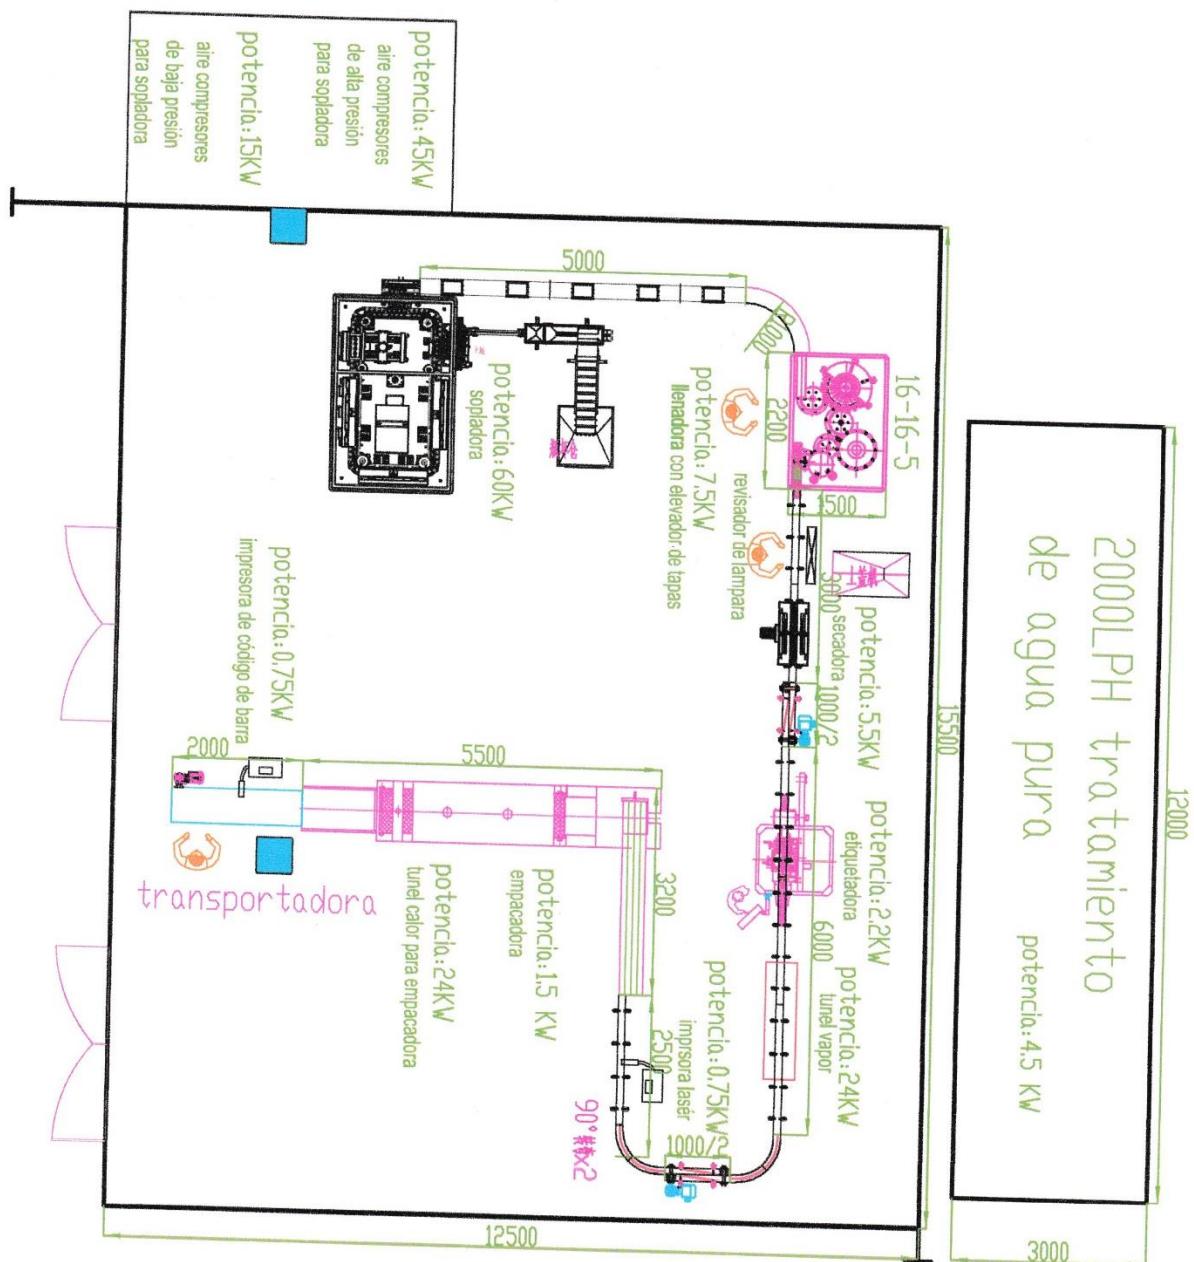 potencia:45KW
aire compresores
de alta presión
para sopladora
potencia:15KW
aire compresores
de baja presión
para sopladora
5000
R1000
16-16-5
2200
1500
potencia:60KW
sopladora
potencia:7.5KW
llenadora con elevador de tapas
revisador de lampara
3000
potencia:5.5KW
secadora
1000/2
potencia:2.2KW
etiquetadora
6000
potencia:24KW
tunel vapor
potencia:0.75KW
imprsora lasér
1000/2
90°
x2
2500
3200
potencia:1.5 KW
empacadora
potencia:24KW
tunel calor para empacadora
5500
2000
potencia:0.75KW
impresora de código de barra
transportadora
15500
12500
2000LPH tratamiento
de agua pura
potencia:4.5 KW
12000
3000